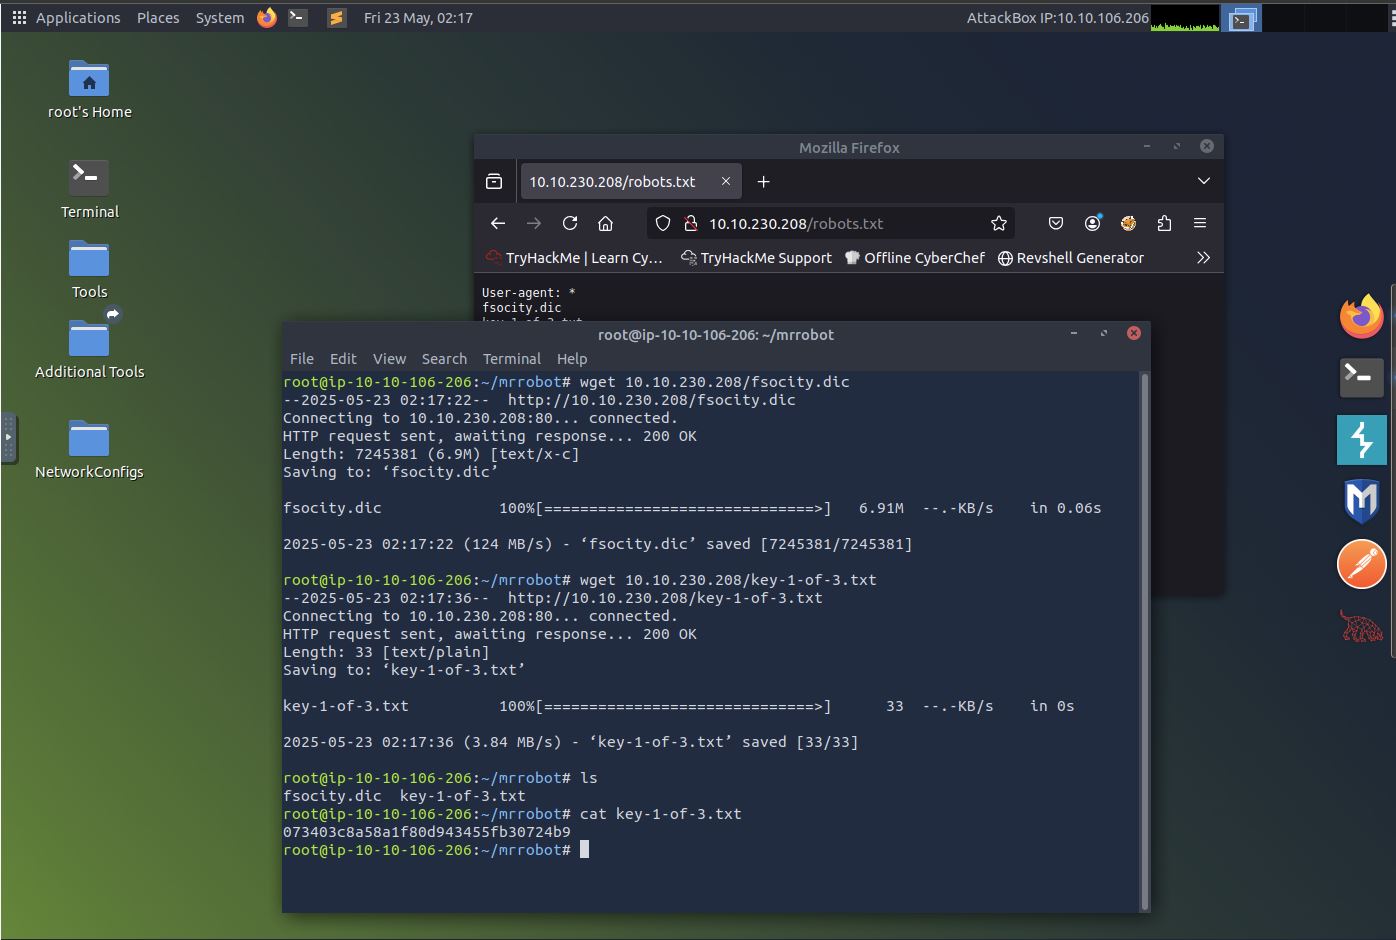 Applications Places System Fri 23 May, 02:17 AttackBox IP:10.10.106.206
root's Home
Terminal
Tools
Additional Tools
NetworkConfigs
Mozilla Firefox
10.10.230.208/robots.txt
10.10.230.208/robots.txt
TryHackMe | Learn Cy... TryHackMe Support Offline CyberChef Revshell Generator
User-agent: *
fsocity.dic
key-1-of-3.txt
root@ip-10-10-106-206: ~/mrrobot
File Edit View Search Terminal Help
root@ip-10-10-106-206:~/mrrobot# wget 10.10.230.208/fsocity.dic
--2025-05-23 02:17:22-- http://10.10.230.208/fsocity.dic
Connecting to 10.10.230.208:80... connected.
HTTP request sent, awaiting response... 200 OK
Length: 7245381 (6.9M) [text/x-c]
Saving to: ‘fsocity.dic’
fsocity.dic 100%[==============================>] 6.91M --.-KB/s in 0.06s
2025-05-23 02:17:22 (124 MB/s) - ‘fsocity.dic’ saved [7245381/7245381]
root@ip-10-10-106-206:~/mrrobot# wget 10.10.230.208/key-1-of-3.txt
--2025-05-23 02:17:36-- http://10.10.230.208/key-1-of-3.txt
Connecting to 10.10.230.208:80... connected.
HTTP request sent, awaiting response... 200 OK
Length: 33 [text/plain]
Saving to: ‘key-1-of-3.txt’
key-1-of-3.txt 100%[==============================>] 33 --.-KB/s in 0s
2025-05-23 02:17:36 (3.84 MB/s) - ‘key-1-of-3.txt’ saved [33/33]
root@ip-10-10-106-206:~/mrrobot# ls
fsocity.dic key-1-of-3.txt
root@ip-10-10-106-206:~/mrrobot# cat key-1-of-3.txt
073403c8a58a1f80d943455fb30724b9
root@ip-10-10-106-206:~/mrrobot#